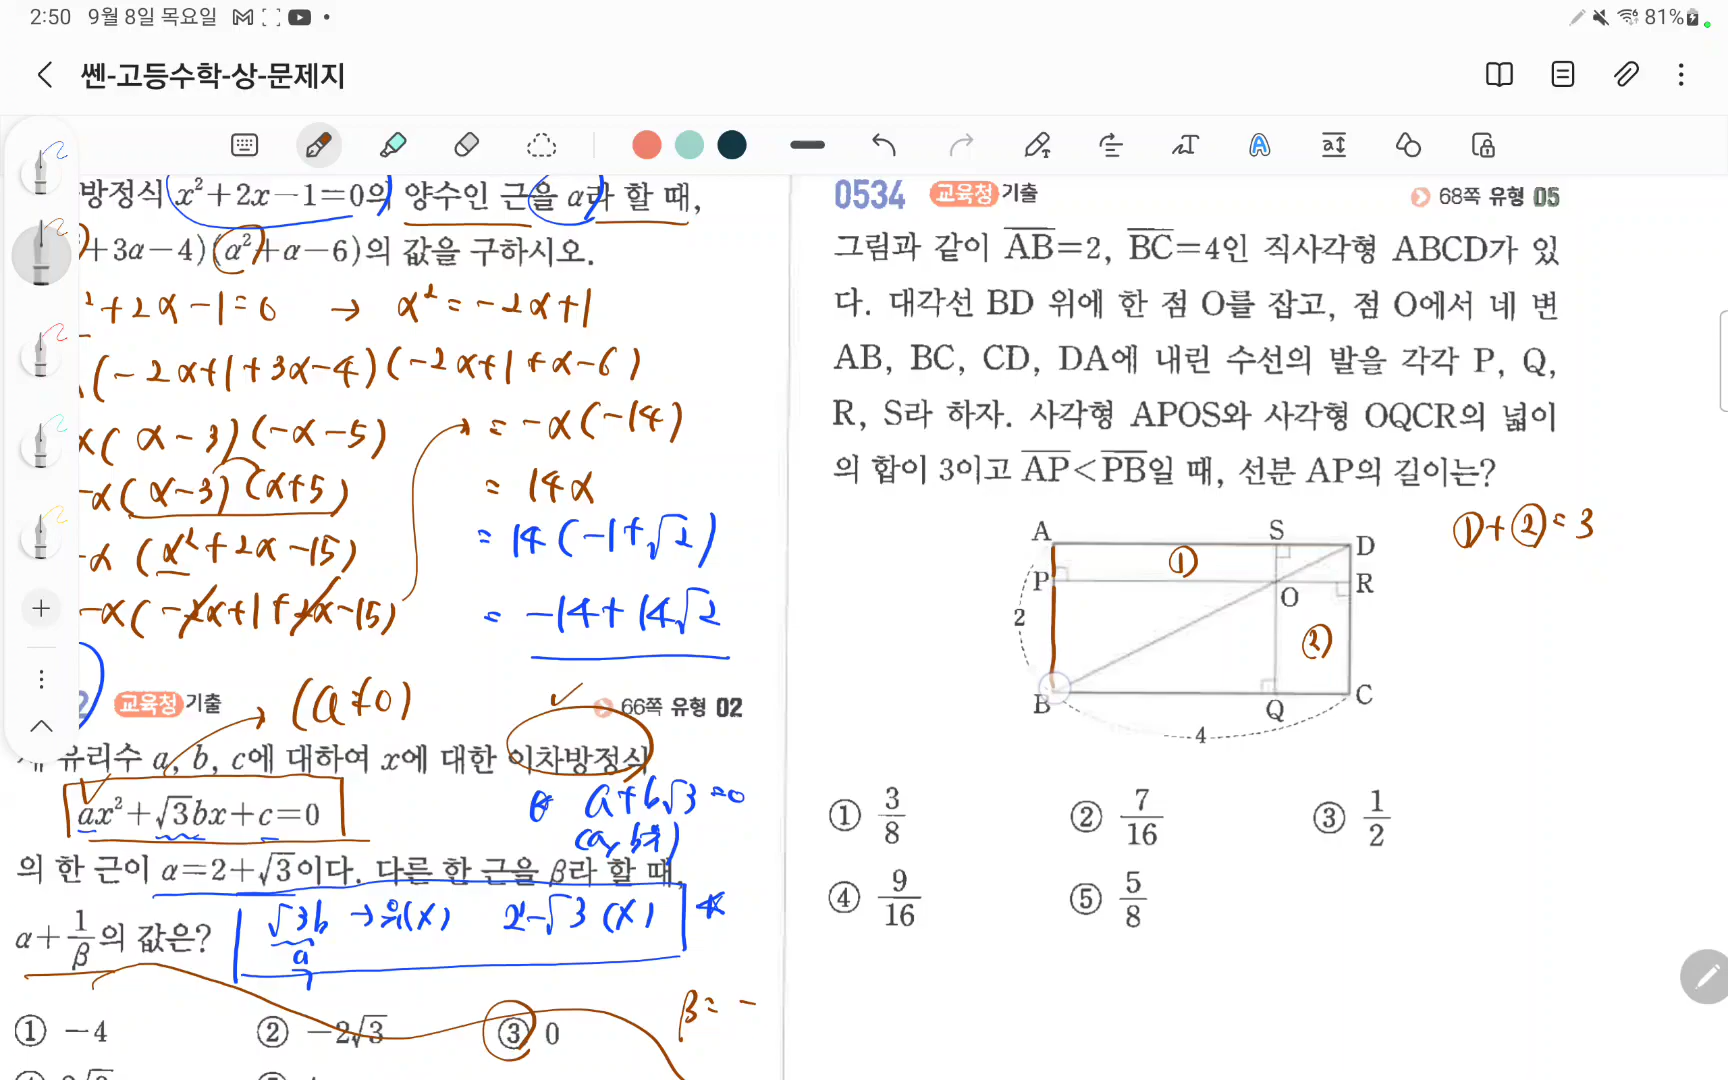 2:50 9월 8일 목요일
81%
쎈-고등수학-상-문제지
방정식 x²+2x−1=0의 양수인 근을 α라 할 때,
+3α−4)(α²+α−6)의 값을 구하시오.
²+2α−1=0 → α²=−2α+1
(−2α+1+3α−4)(−2α+1+α−6)
α(α−3)(−α−5)
−α(α−3)(α+5)
−α(α²+2α−15)
−α(−2α+1+2α−15)
=−α(−14)
=14α
=14(−1+√2)
=−14+14√2
교육청 기출
(a≠0)
66쪽 유형 02
유리수 a, b, c에 대하여 x에 대한 이차방정식
ax²+√3bx+c=0
a+b√3=0
의 한 근이 α=2+√3이다. 다른 한 근을 β라 할 때,
α+1/β의 값은?
√3b/a → 유(x) 2−√3 (x)
β=−
① −4
② −2√3
③ 0
0534 교육청 기출
68쪽 유형 05
그림과 같이 AB=2, BC=4인 직사각형 ABCD가 있
다. 대각선 BD 위에 한 점 O를 잡고, 점 O에서 네 변
AB, BC, CD, DA에 내린 수선의 발을 각각 P, Q,
R, S라 하자. 사각형 APOS와 사각형 OQCR의 넓이
의 합이 3이고 AP<PB일 때, 선분 AP의 길이는?
①+②=3
A S D
①
P O R
2
②
B Q C
4
① 3/8
② 7/16
③ 1/2
④ 9/16
⑤ 5/8